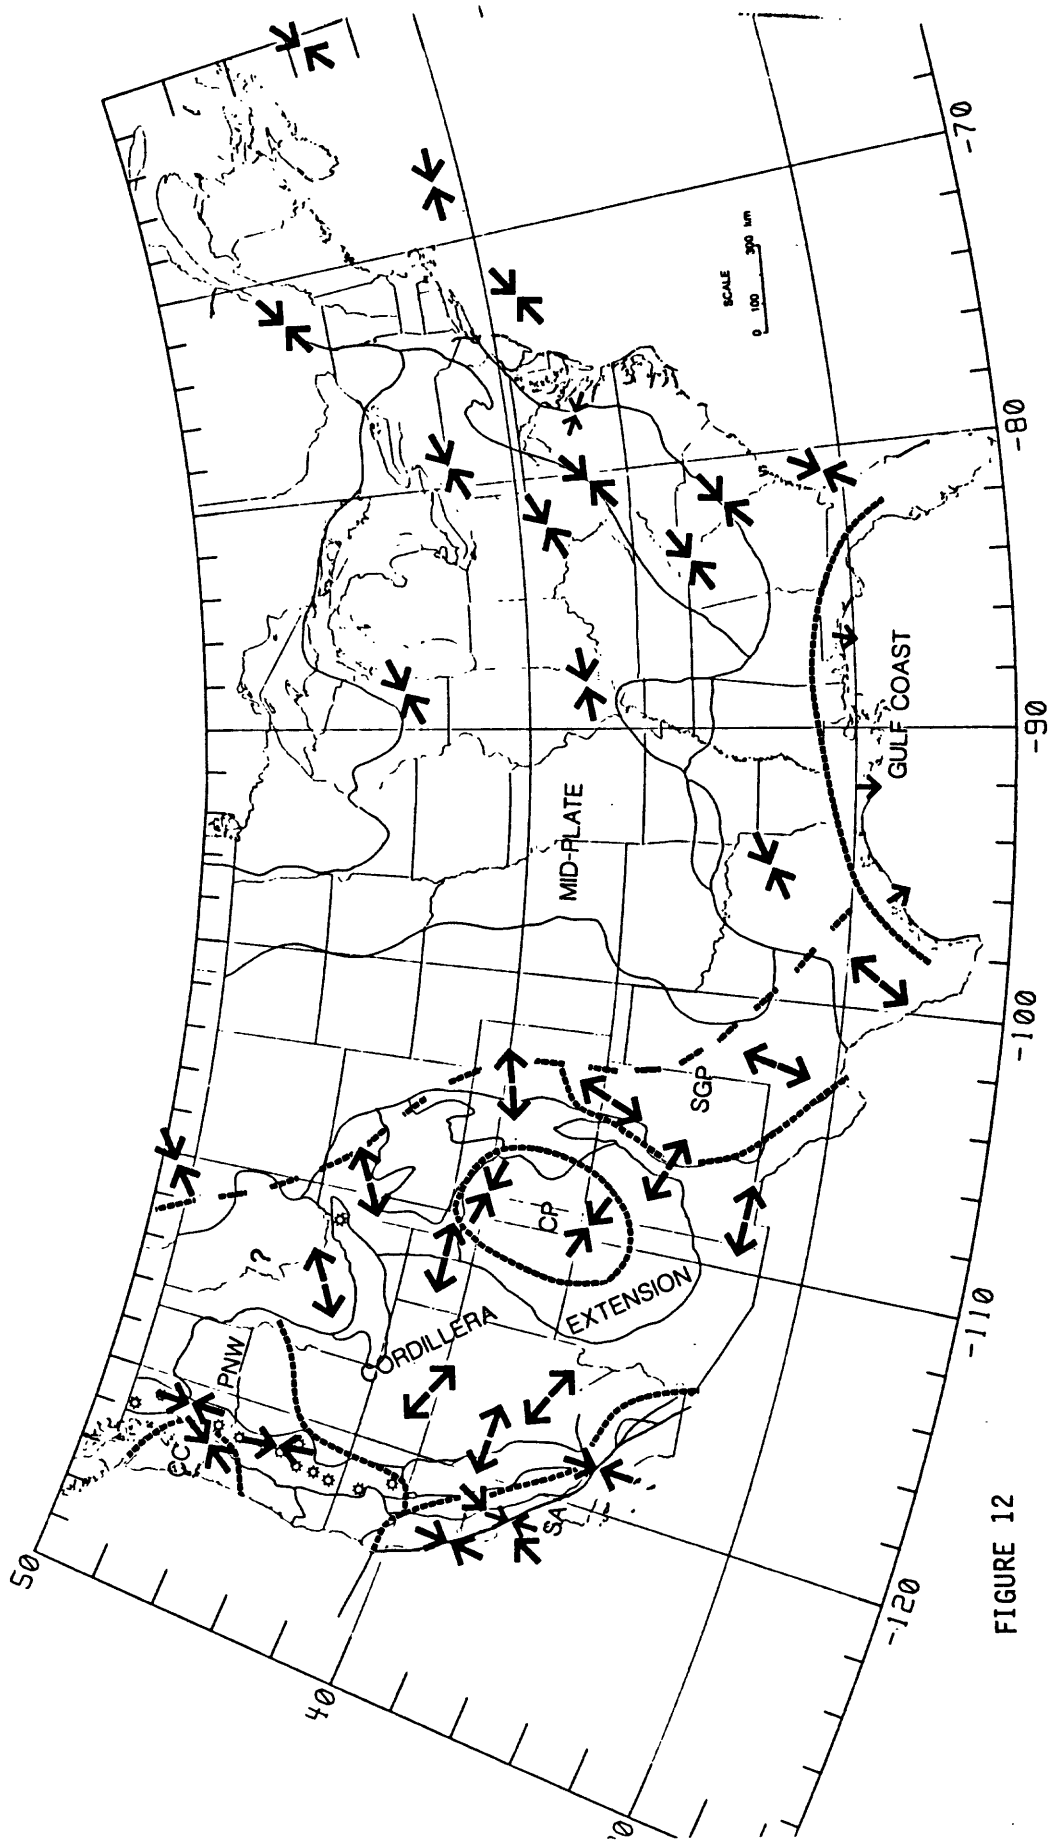 50
40
CC
PNW
?
CORDILLERA
EXTENSION
CP
SA
SGP
MID-PLATE
GULF COAST
SCALE
0 100 300 km
-120
-110
-100
-90
-80
-70
FIGURE 12